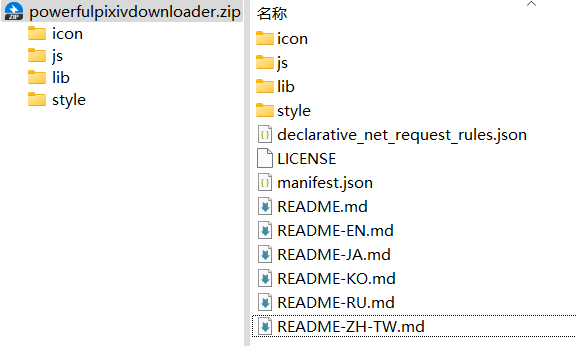 powerfulpixivdownloader.zip
icon
js
lib
style
名称
icon
js
lib
style
declarative_net_request_rules.json
LICENSE
manifest.json
README.md
README-EN.md
README-JA.md
README-KO.md
README-RU.md
README-ZH-TW.md